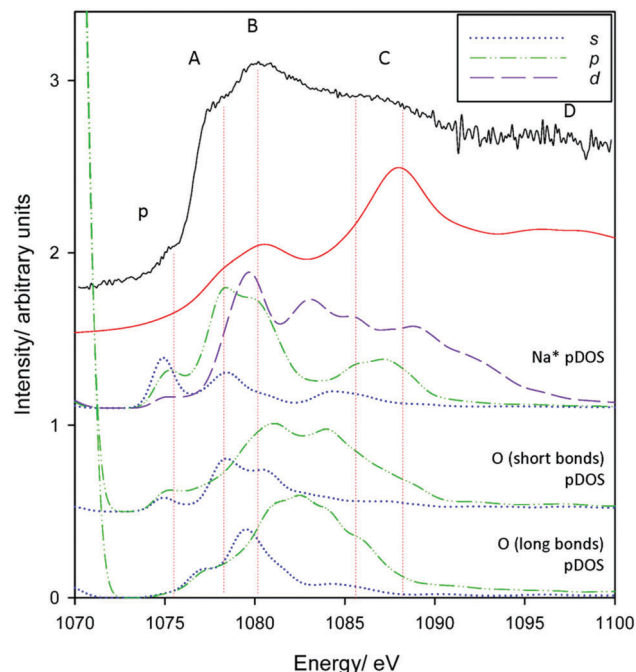 B
A
C
D
p
s
p
d
3
2
1
0
Intensity/ arbitrary units
Na* pDOS
O (short bonds)
pDOS
O (long bonds)
pDOS
1070 1075 1080 1085 1090 1095 1100
Energy/ eV